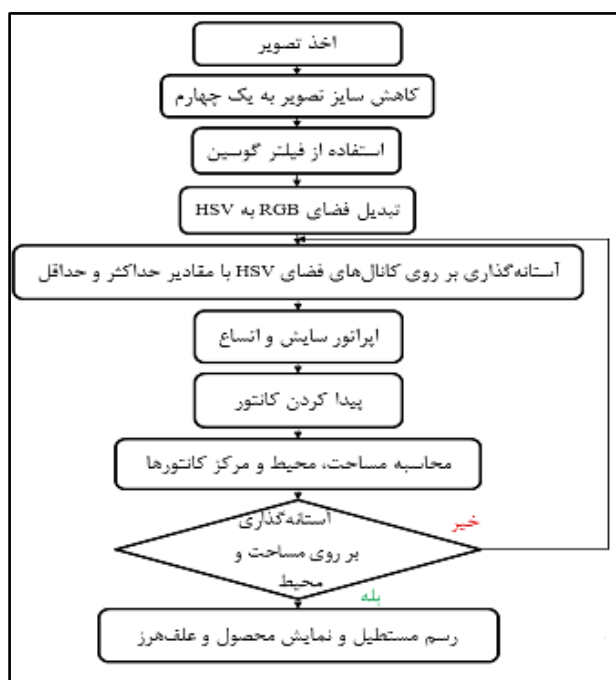 اخذ تصویر
کاهش سایز تصویر به یک چهارم
استفاده از فیلتر گوسین
تبدیل فضای RGB به HSV
آستانه‌گذاری بر روی کانال‌های فضای HSV با مقادیر حداکثر و حداقل
اپراتور سایش و اتساع
پیدا کردن کانتور
محاسبه مساحت، محیط و مرکز کانتورها
آستانه‌گذاری
بر روی مساحت و
محیط
خیر
بله
رسم مستطیل و نمایش محصول و علف‌هرز